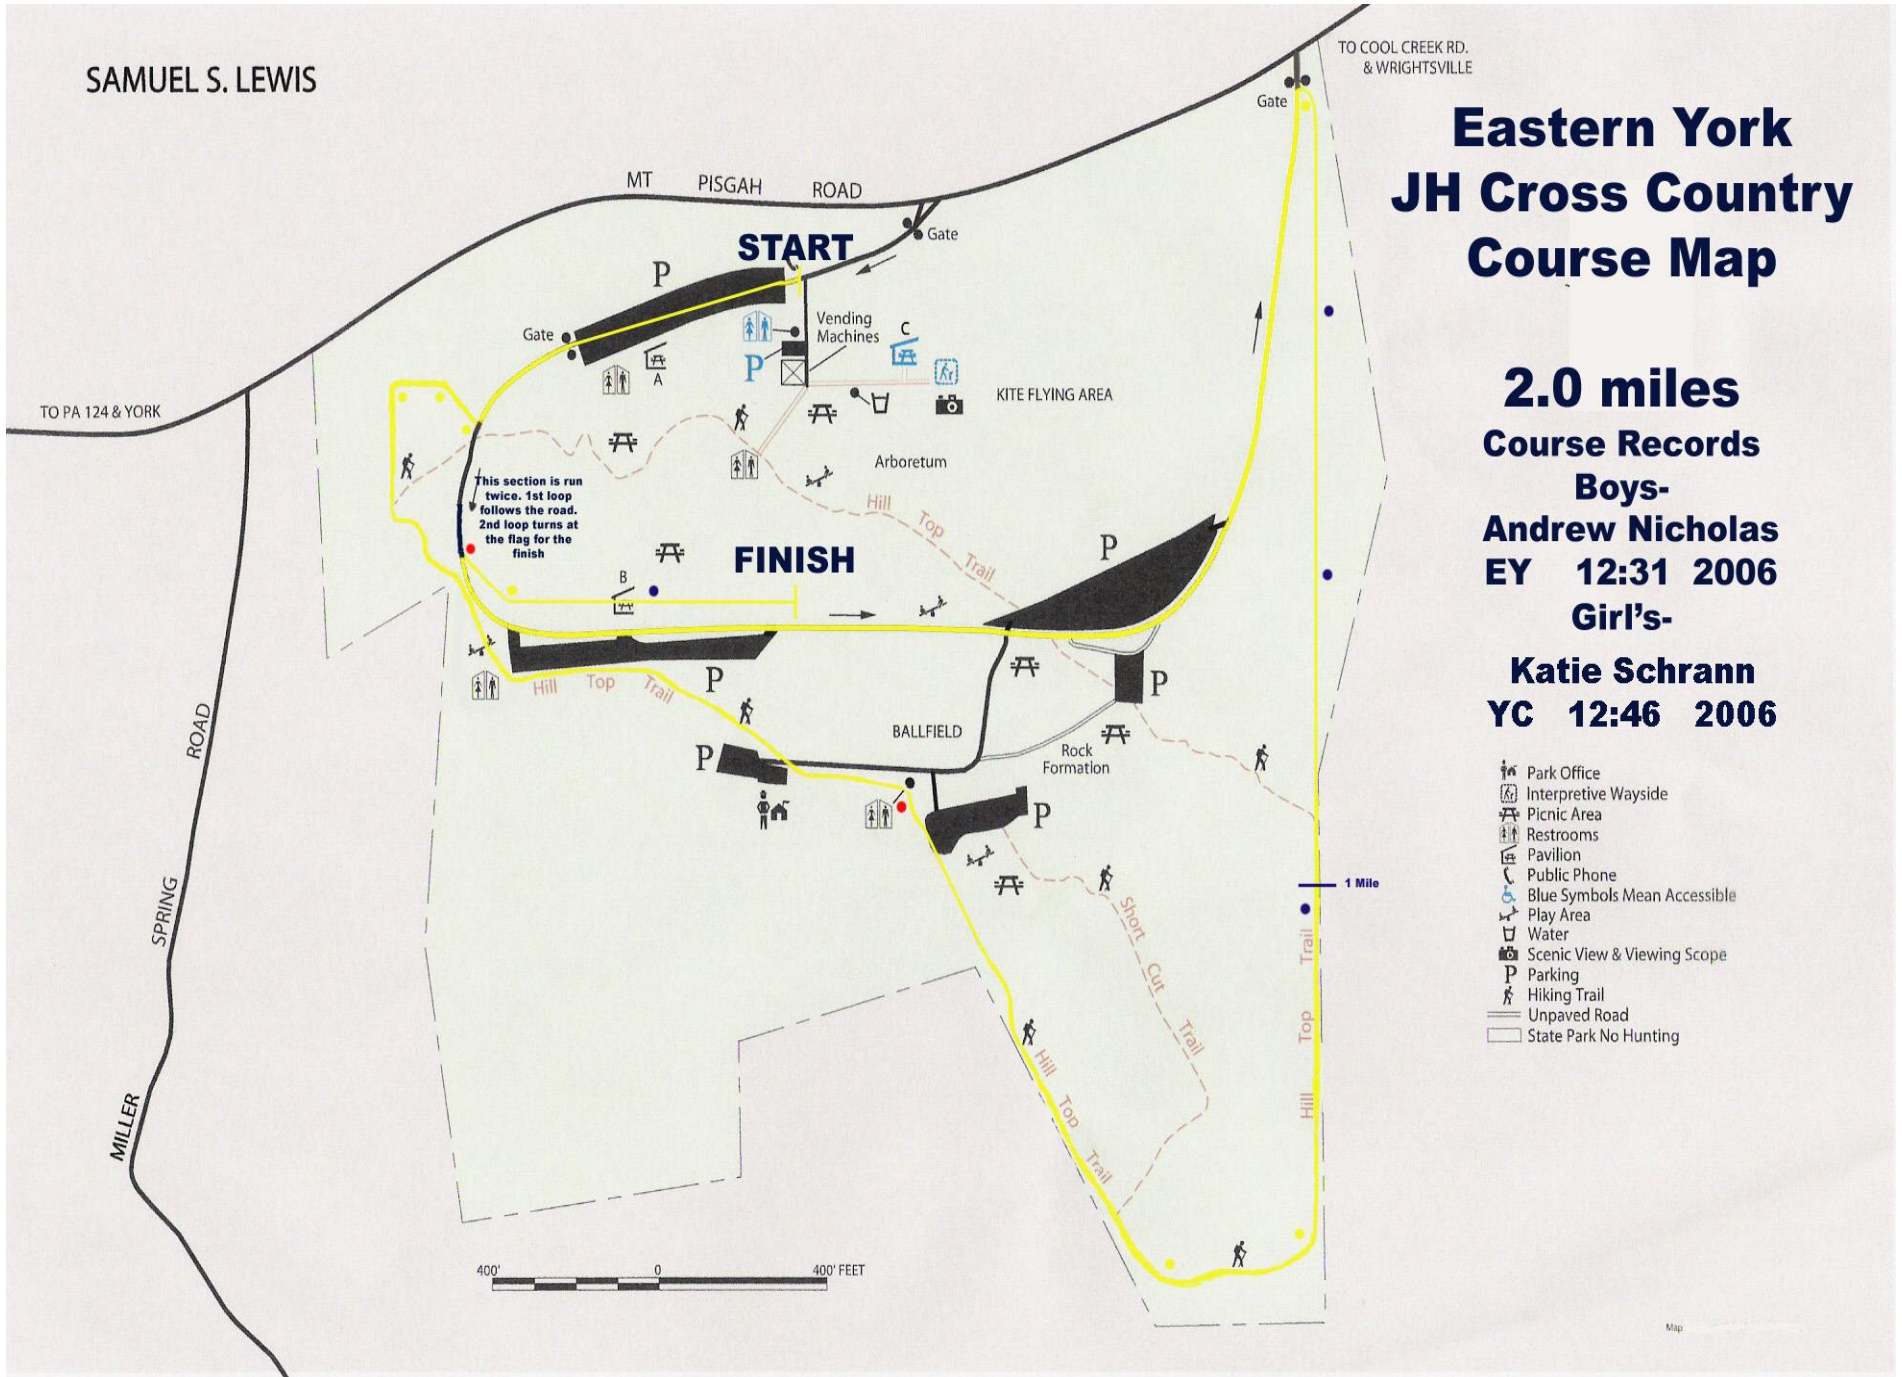 SAMUEL S. LEWIS
TO COOL CREEK RD.
& WRIGHTSVILLE
Gate
Eastern York
JH Cross Country
Course Map
MT PISGAH ROAD
Gate
START
P
Gate
Vending
Machines
C
P
A
KITE FLYING AREA
TO PA 124 & YORK
Arboretum
2.0 miles
Course Records
Boys-
Andrew Nicholas
EY 12:31 2006
Girl's-
Katie Schrann
YC 12:46 2006
This section is run
twice. 1st loop
follows the road.
2nd loop turns at
the flag for the
finish
Hill Top Trail
FINISH
P
B
Hill Top Trail
P
P
BALLFIELD
Rock
Formation
P
P
Short Cut Trail
1 Mile
Hill Top Trail
Hill Top Trail
MILLER SPRING ROAD
Park Office
Interpretive Wayside
Picnic Area
Restrooms
Pavilion
Public Phone
Blue Symbols Mean Accessible
Play Area
Water
Scenic View & Viewing Scope
P Parking
Hiking Trail
Unpaved Road
State Park No Hunting
400' 0 400' FEET
Map